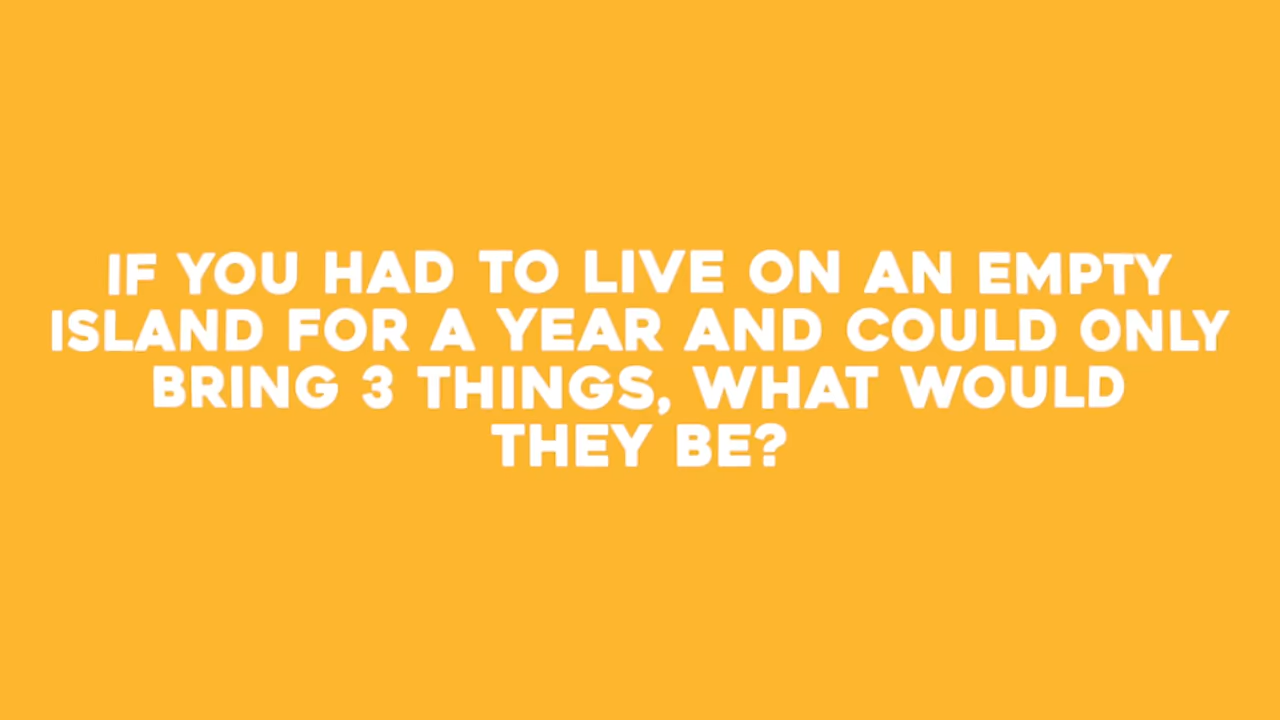 IF YOU HAD TO LIVE ON AN EMPTY
ISLAND FOR A YEAR AND COULD ONLY
BRING 3 THINGS, WHAT WOULD
THEY BE?